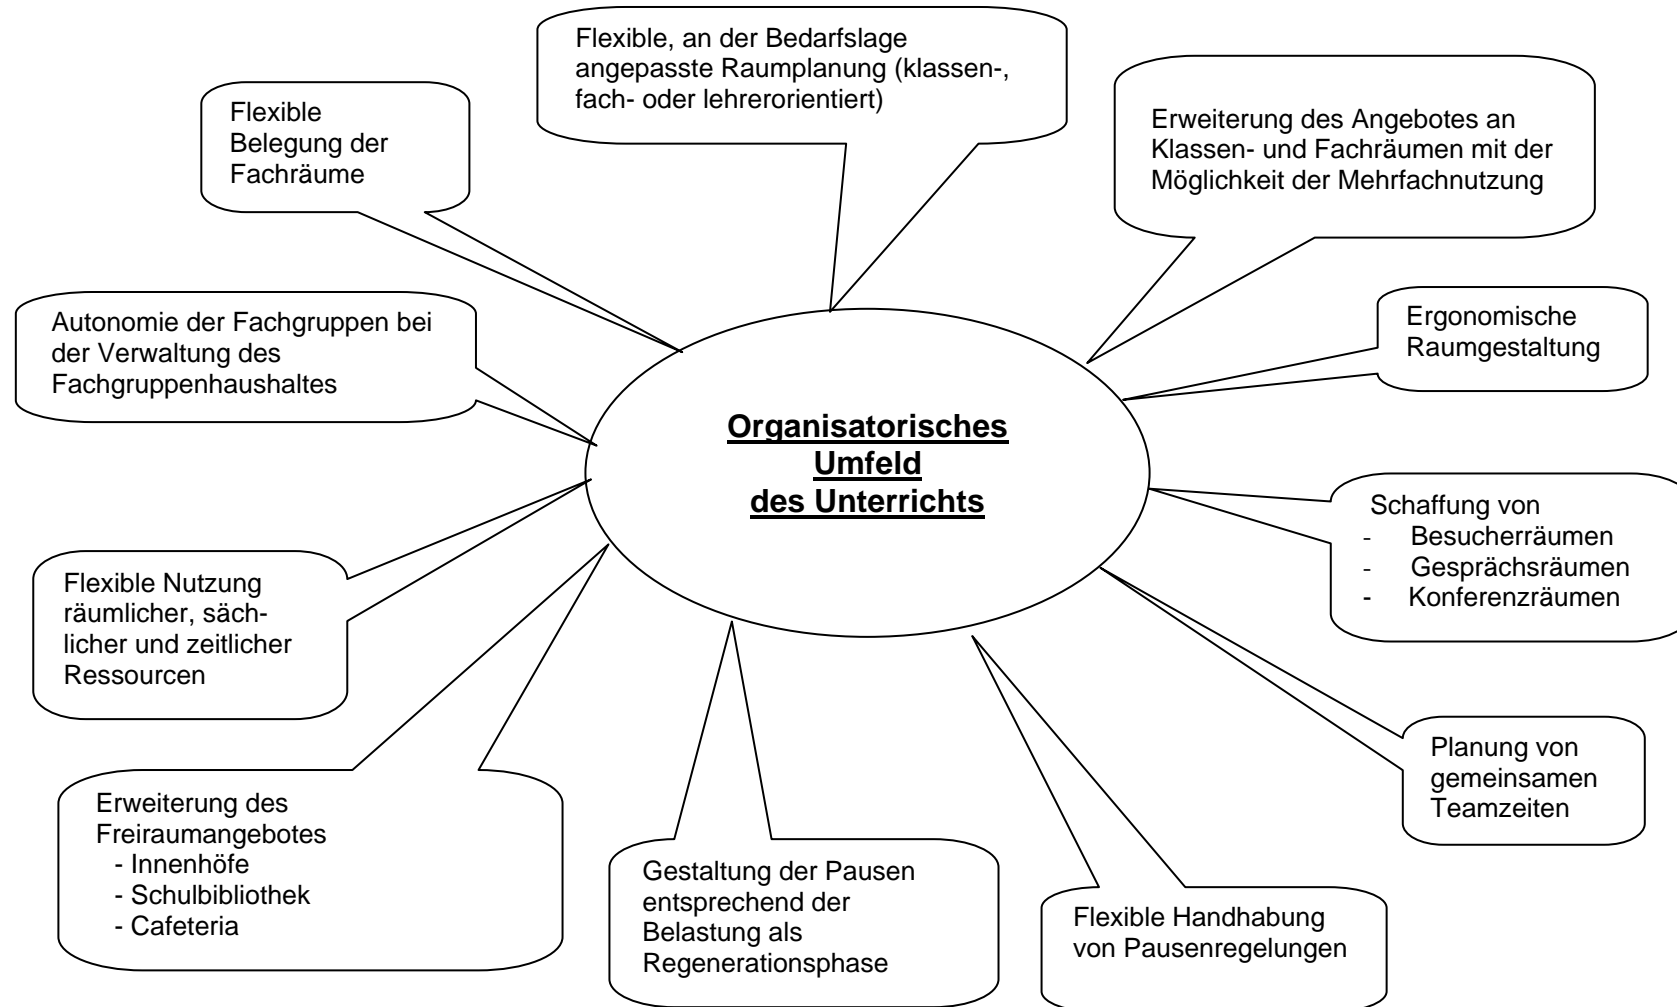 Flexible, an der Bedarfslage
angepasste Raumplanung (klassen-,
fach- oder lehrerorientiert)
Flexible
Belegung der
Fachräume
Erweiterung des Angebotes an
Klassen- und Fachräumen mit der
Möglichkeit der Mehrfachnutzung
Autonomie der Fachgruppen bei
der Verwaltung des
Fachgruppenhaushaltes
Ergonomische
Raumgestaltung
Organisatorisches
Umfeld
des Unterrichts
Schaffung von
- Besucherräumen
- Gesprächsräumen
- Konferenzräumen
Flexible Nutzung
räumlicher, säch-
licher und zeitlicher
Ressourcen
Planung von
gemeinsamen
Teamzeiten
Erweiterung des
Freiraumangebotes
- Innenhöfe
- Schulbibliothek
- Cafeteria
Gestaltung der Pausen
entsprechend der
Belastung als
Regenerationsphase
Flexible Handhabung
von Pausenregelungen